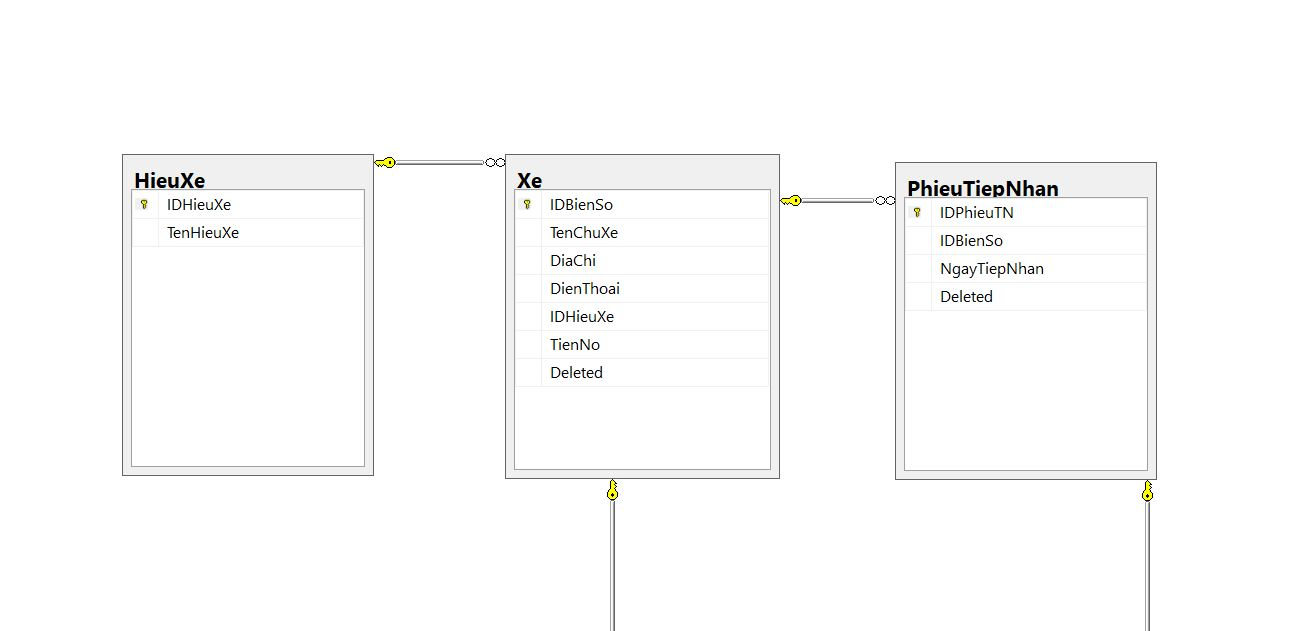 HieuXe
IDHieuXe
TenHieuXe
Xe
IDBienSo
TenChuXe
DiaChi
DienThoai
IDHieuXe
TienNo
Deleted
PhieuTiepNhan
IDPhieuTN
IDBienSo
NgayTiepNhan
Deleted